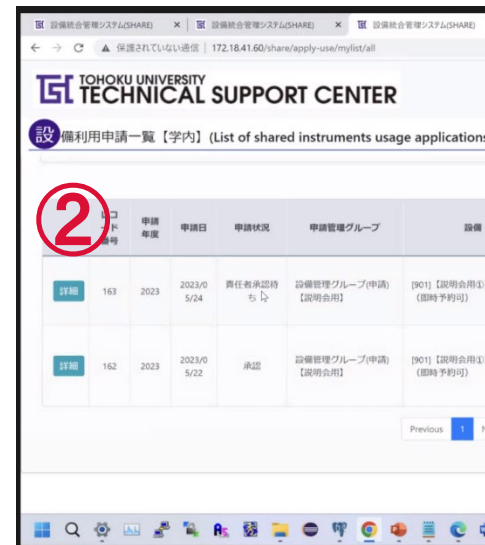 設備統合管理システム(SHARE)
設備統合管理システム(SHARE)
設備統合管理システム(SHARE)
保護されていない通信
172.18.41.60/share/apply-use/mylist/all
TOHOKU UNIVERSITY
TECHNICAL SUPPORT CENTER
設備利用申請一覧【学内】(List of shared instruments usage applications
②
申請年度
申請日
申請状況
申請管理グループ
設備
詳細
163
2023
2023/0
5/24
責任者承認待
ち
設備管理グループ(申請)
【説明会用】
[901]【説明会用①
(即時予約可)
詳細
162
2023
2023/0
5/22
承認
設備管理グループ(申請)
【説明会用】
[901]【説明会用①
(即時予約可)
Previous
1